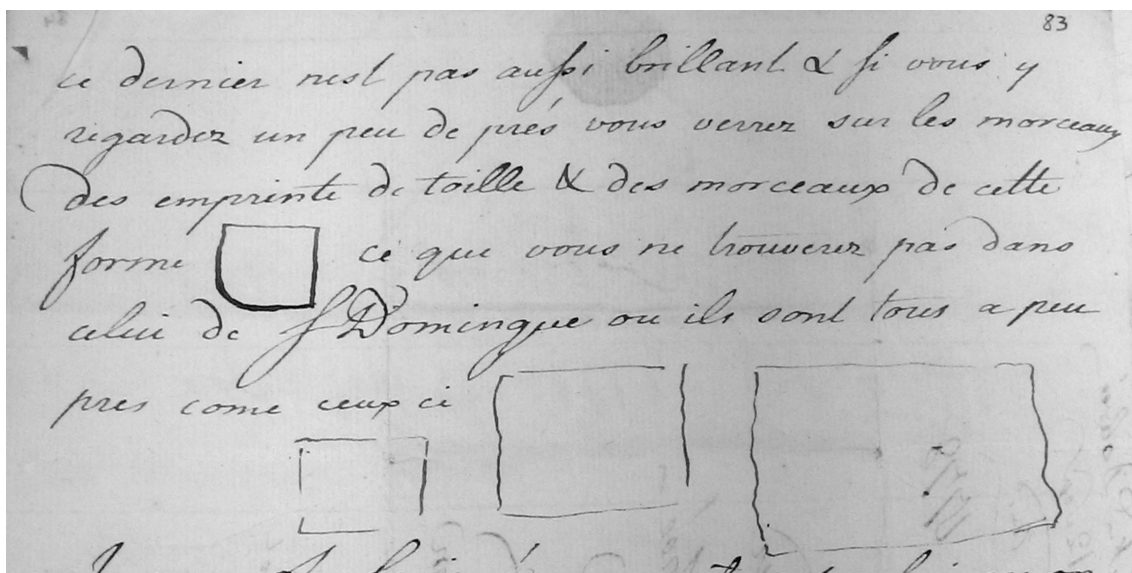 83
ce dernier nest pas aussi brillant & si vous y
regardez un peu de prés vous verrez sur les morceaux
des emprinte de toille & des morceaux de cette
forme ce que vous ne trouverez pas dans
celui de St Domingue ou ils sont tous a peu
pres come ceux ci